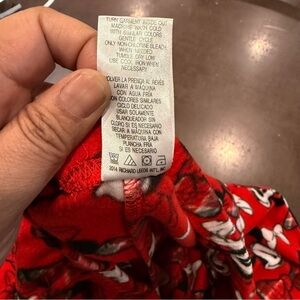 TURN GARMENT INSIDE OUT
MACHINE WASH COLD
WITH SIMILAR COLORS
GENTLE CYCLE
ONLY NON-CHLORINE BLEACH
WHEN NEEDED
TUMBLE DRY LOW
USE COOL IRON WHEN
NECESSARY
VOLVER LA PRENDA AL REVÉS
LAVAR A MÁQUINA
CON AGUA FRÍA
CON COLORES SIMILARES
CICLO DELICADO
USAR SOLAMENTE
BLANQUEADOR SIN
CLORO SI ES NECESARIO
SECAR A MÁQUINA CON
TEMPERATURA BAJA
PLANCHA FRÍA
SI ES NECESARIO
2014 RICHARD LEEDS INT'L, INC.